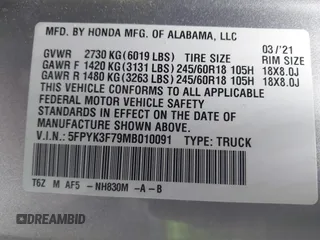 MFD. BY HONDA MFG. OF ALABAMA, LLC
03/'21
GVWR 2730 KG(6019 LBS) TIRE SIZE RIM SIZE
GAWR F 1420 KG(3131 LBS)245/60R18 105H 18X8.0J
GAWR R 1480 KG(3263 LBS)245/60R18 105H 18X8.0J
THIS VEHICLE CONFORMS TO ALL APPLICABLE
FEDERAL MOTOR VEHICLE SAFETY STANDARDS
IN EFFECT ON THE DATE OF MANUFACTURE
SHOWN ABOVE.
V.I.N.: 5FPYK3F79MB010091 TYPE: TRUCK
T6Z M AF5 -NH830M -A-B
DREAMBID